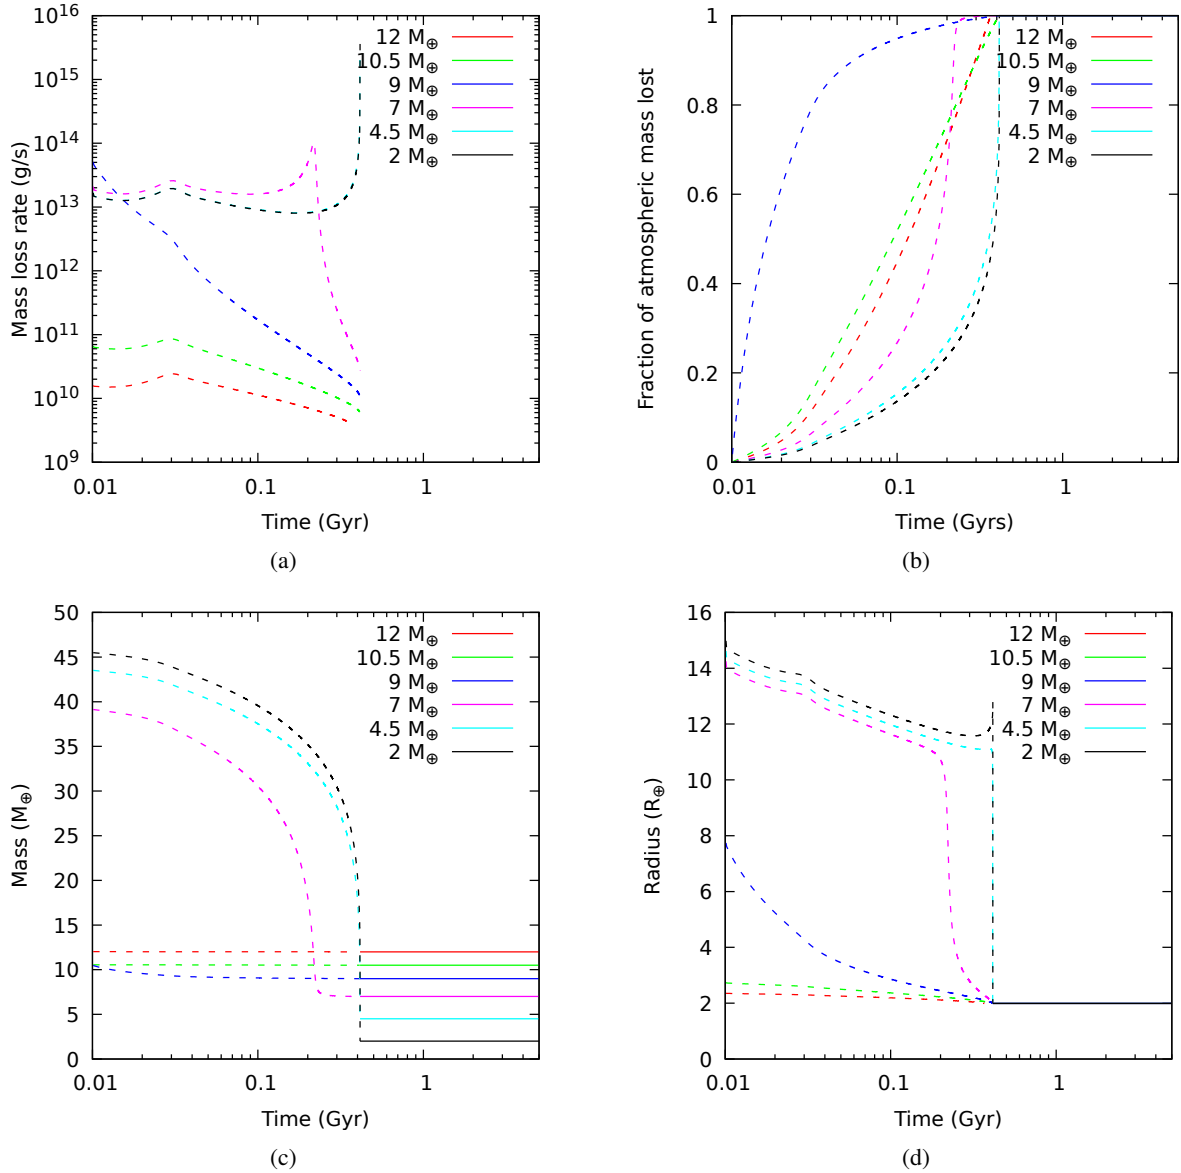 10^16
10^15
10^14
10^13
10^12
10^11
10^10
10^9
Mass loss rate (g/s)
12 M⊕
10.5 M⊕
9 M⊕
7 M⊕
4.5 M⊕
2 M⊕
0.01 0.1 1
Time (Gyr)
(a)
1
0.8
0.6
0.4
0.2
0
Fraction of atmospheric mass lost
12 M⊕
10.5 M⊕
9 M⊕
7 M⊕
4.5 M⊕
2 M⊕
0.01 0.1 1
Time (Gyrs)
(b)
50
45
40
35
30
25
20
15
10
5
0
Mass (M⊕)
12 M⊕
10.5 M⊕
9 M⊕
7 M⊕
4.5 M⊕
2 M⊕
0.01 0.1 1
Time (Gyr)
(c)
16
14
12
10
8
6
4
2
0
Radius (R⊕)
12 M⊕
10.5 M⊕
9 M⊕
7 M⊕
4.5 M⊕
2 M⊕
0.01 0.1 1
Time (Gyr)
(d)